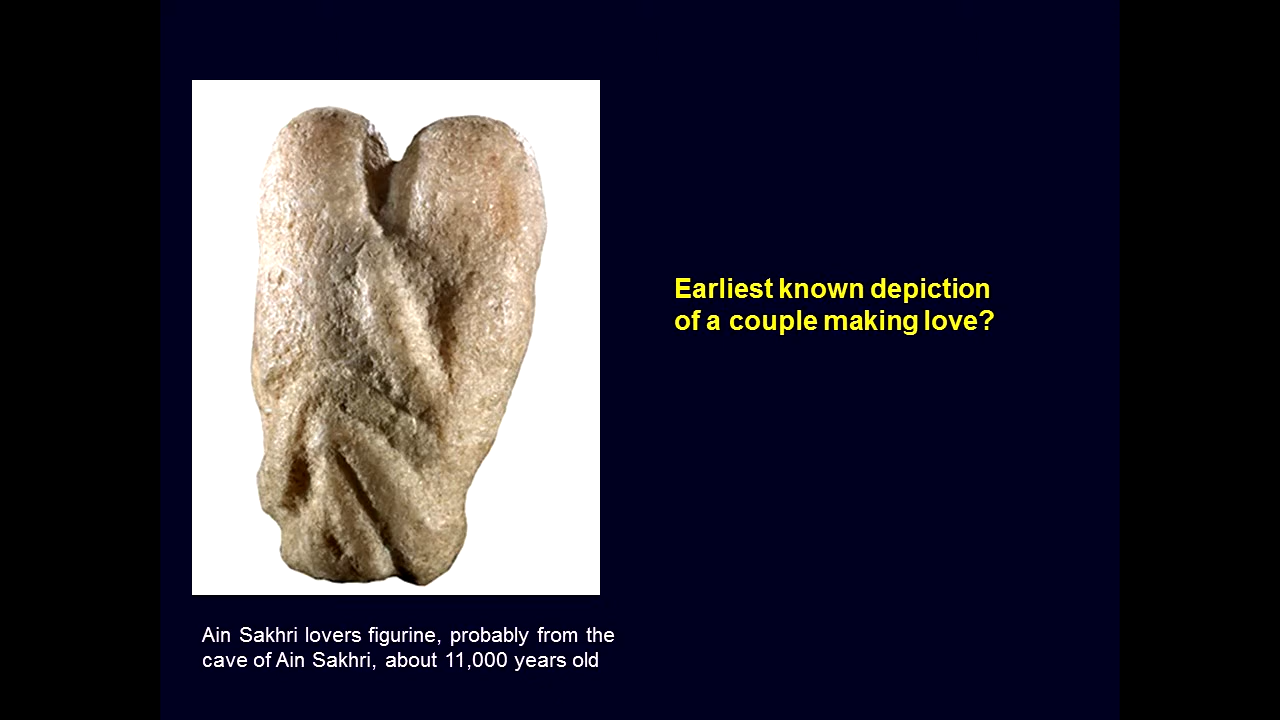 Earliest known depiction
of a couple making love?
Ain Sakhri lovers figurine, probably from the
cave of Ain Sakhri, about 11,000 years old